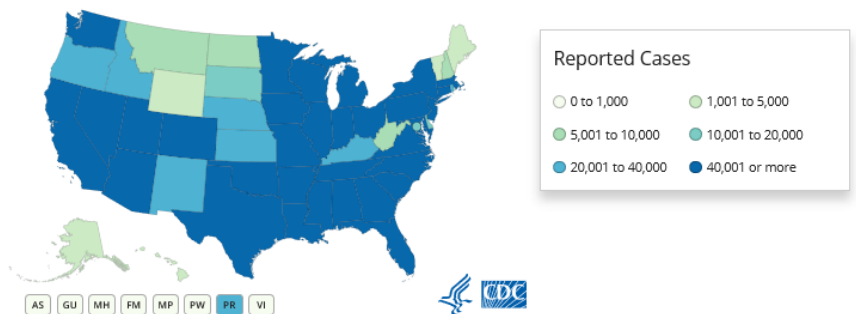 Reported Cases
0 to 1,000
1,001 to 5,000
5,001 to 10,000
10,001 to 20,000
20,001 to 40,000
40,001 or more
AS GU MH FM MP PW PR VI
CDC